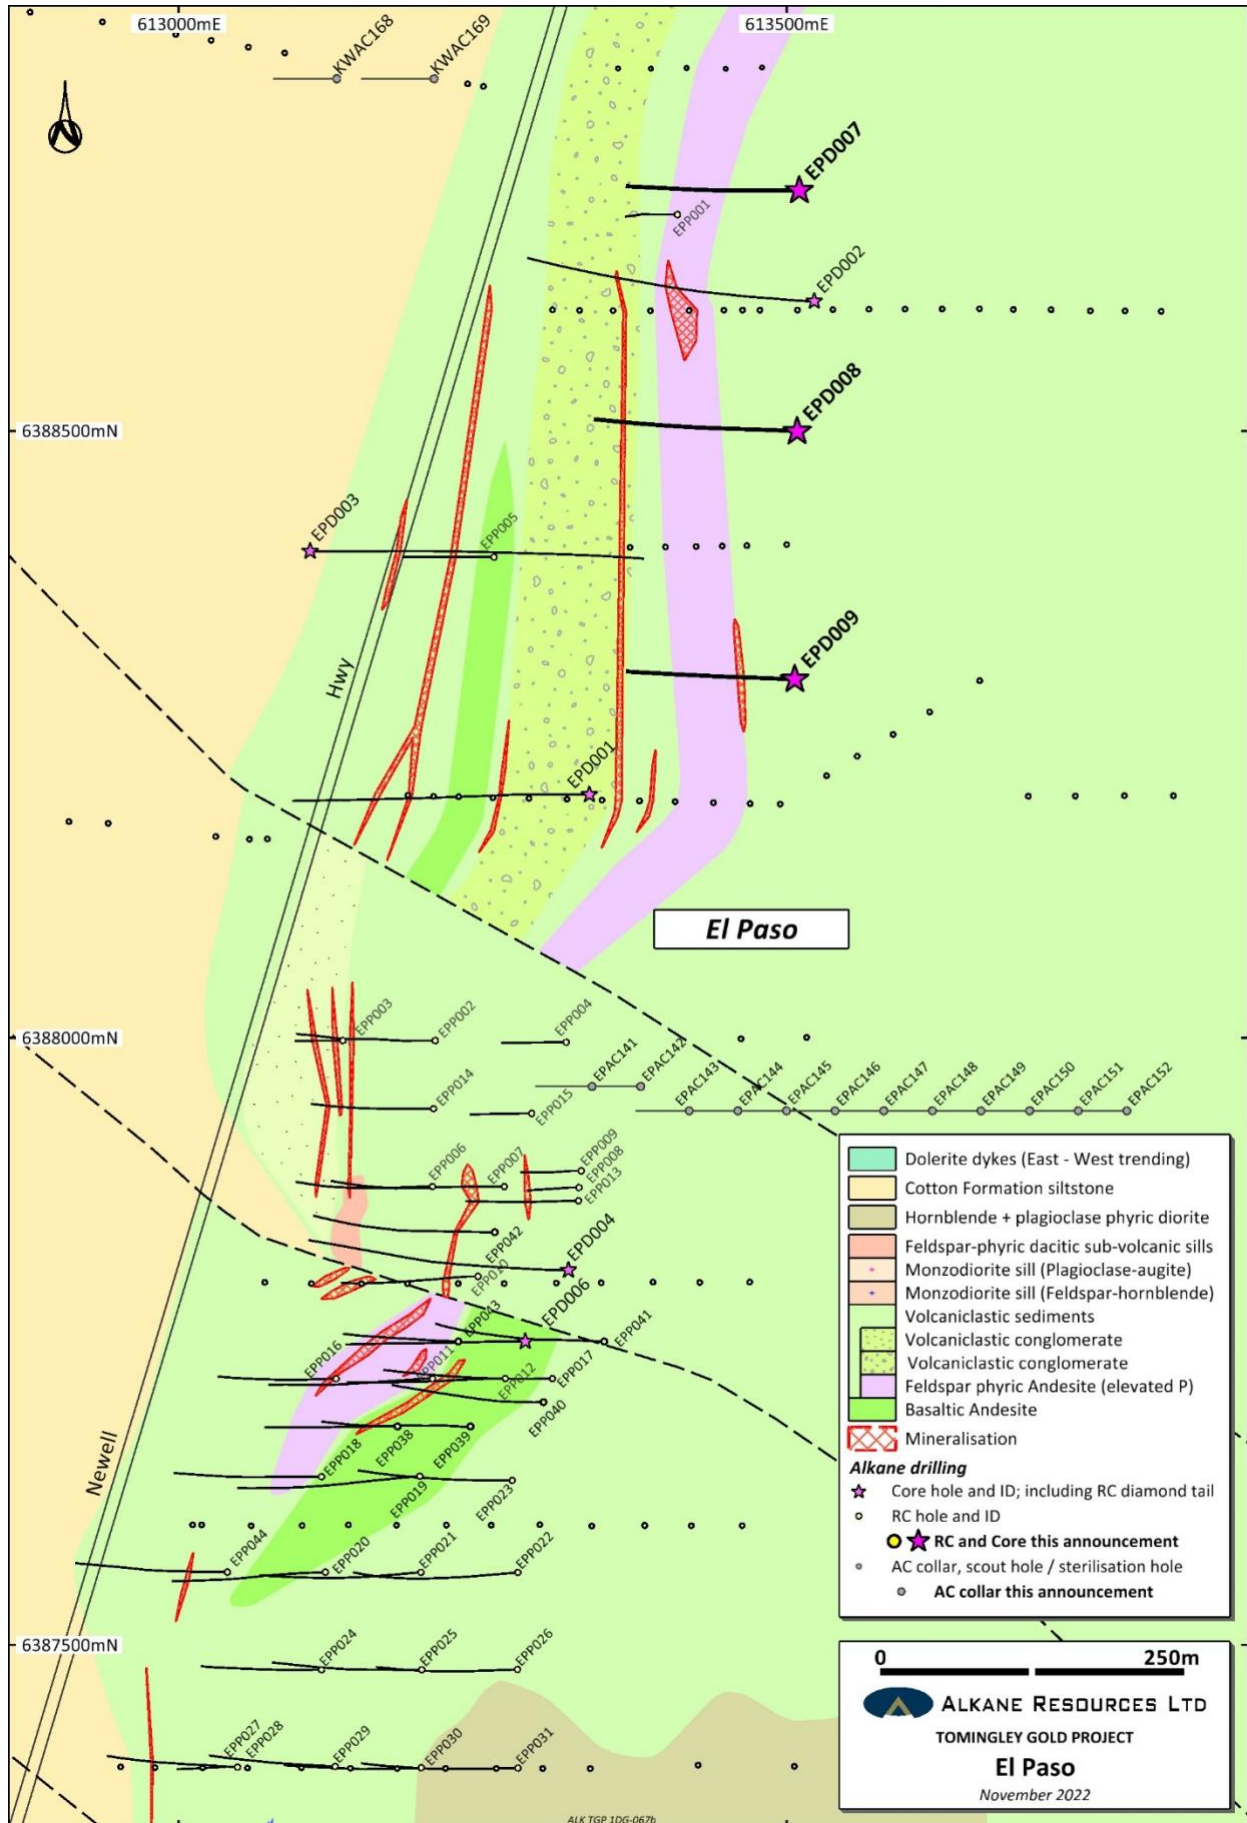 613000mE
613500mE
KWAC168
KWAC169
EPD007
EPP001
EPD002
6388500mN
EPD008
EPD003
EPP005
EPD009
Hwy
EPD001
El Paso
6388000mN
EPP003
EPP002
EPP004
EPAC141
EPAC142
EPAC143
EPAC144
EPAC145
EPAC146
EPAC147
EPAC148
EPAC149
EPAC150
EPAC151
EPAC152
EPP014
EPP015
EPP006
EPP007
EPP009
EPP008
EPP013
EPP042
EPD004
EPP010
EPP043
EPD006
EPP041
EPP016
EPP011
EPP012
EPP017
EPP040
EPP018
EPP038
EPP039
EPP019
EPP023
Newell
EPP044
EPP020
EPP021
EPP022
6387500mN
EPP024
EPP025
EPP026
EPP027
EPP028
EPP029
EPP030
EPP031
Dolerite dykes (East - West trending)
Cotton Formation siltstone
Hornblende + plagioclase phyric diorite
Feldspar-phyric dacitic sub-volcanic sills
Monzodiorite sill (Plagioclase-augite)
Monzodiorite sill (Feldspar-hornblende)
Volcaniclastic sediments
Volcaniclastic conglomerate
Volcaniclastic conglomerate
Feldspar phyric Andesite (elevated P)
Basaltic Andesite
Mineralisation
Alkane drilling
Core hole and ID; including RC diamond tail
RC hole and ID
RC and Core this announcement
AC collar, scout hole / sterilisation hole
AC collar this announcement
0 250m
ALKANE RESOURCES LTD
TOMINGLEY GOLD PROJECT
El Paso
November 2022
ALK TGP 1DG-067b